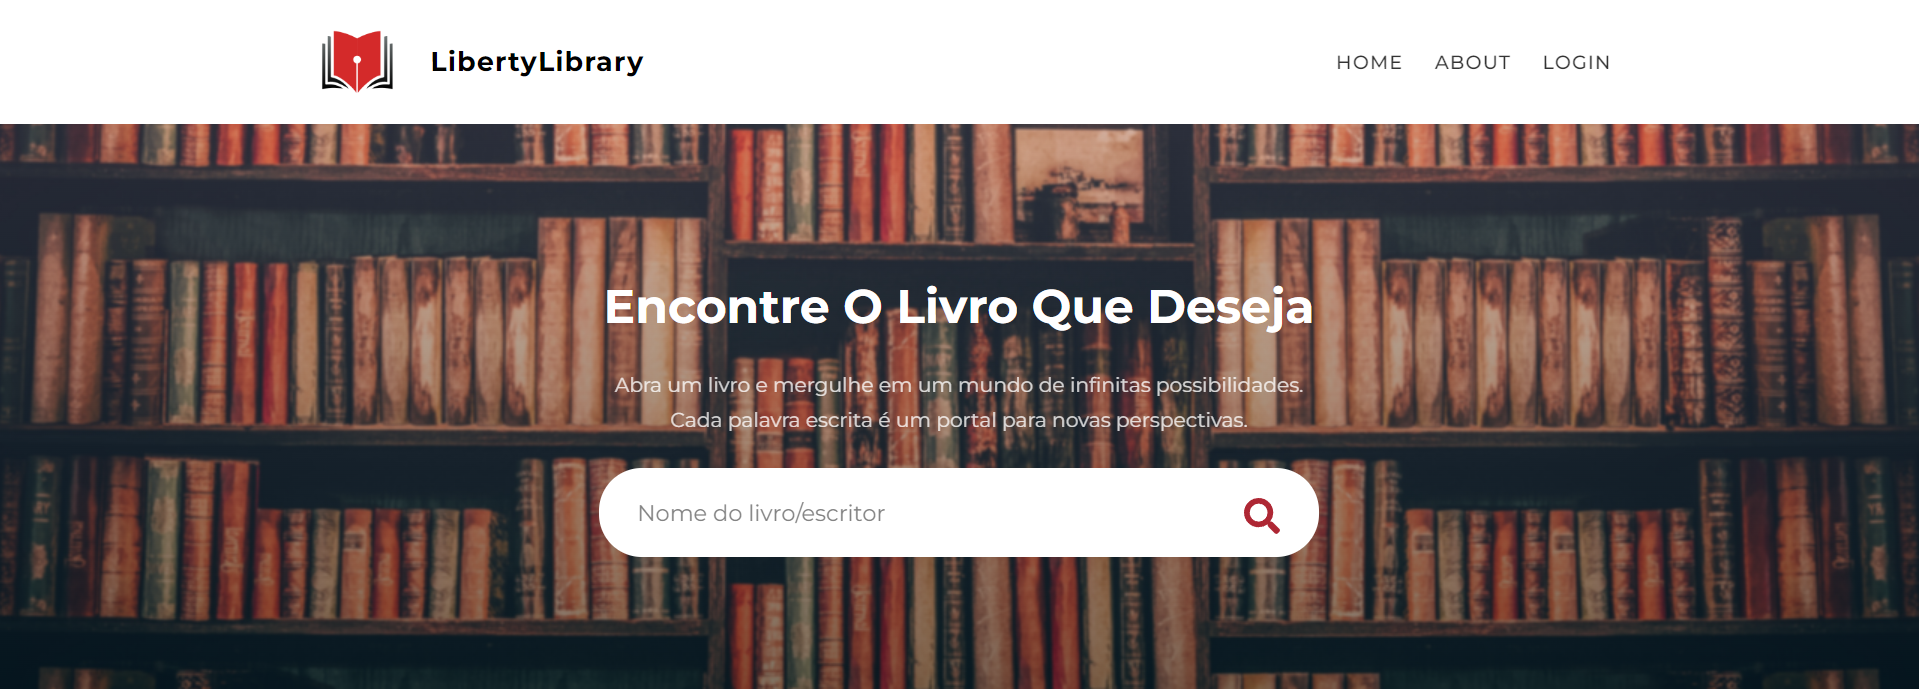 LibertyLibrary
HOME ABOUT LOGIN
Encontre O Livro Que Deseja
Abra um livro e mergulhe em um mundo de infinitas possibilidades.
Cada palavra escrita é um portal para novas perspectivas.
Nome do livro/escritor